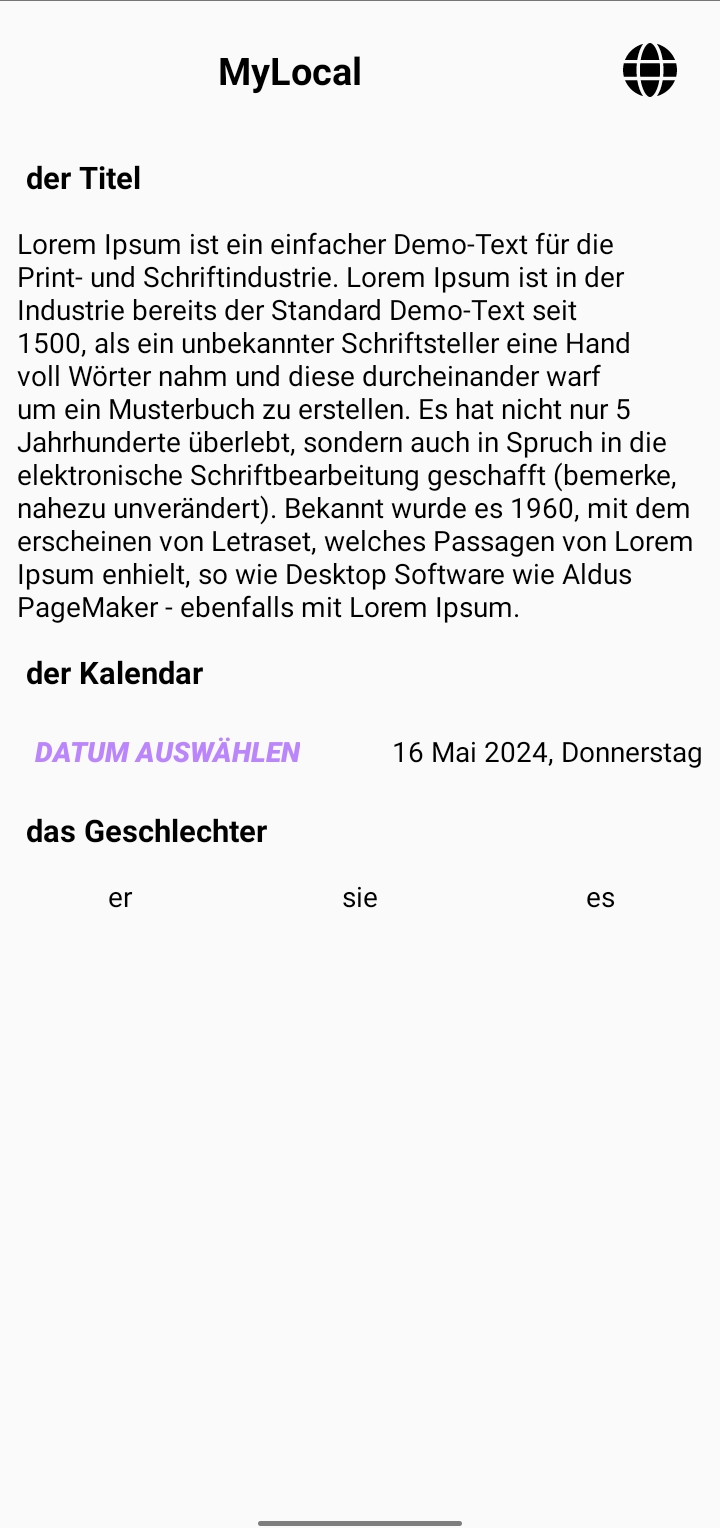 MyLocal
der Titel
Lorem Ipsum ist ein einfacher Demo-Text für die
Print- und Schriftindustrie. Lorem Ipsum ist in der
Industrie bereits der Standard Demo-Text seit
1500, als ein unbekannter Schriftsteller eine Hand
voll Wörter nahm und diese durcheinander warf
um ein Musterbuch zu erstellen. Es hat nicht nur 5
Jahrhunderte überlebt, sondern auch in Spruch in die
elektronische Schriftbearbeitung geschafft (bemerke,
nahezu unverändert). Bekannt wurde es 1960, mit dem
erscheinen von Letraset, welches Passagen von Lorem
Ipsum enhielt, so wie Desktop Software wie Aldus
PageMaker - ebenfalls mit Lorem Ipsum.
der Kalendar
DATUM AUSWÄHLEN 16 Mai 2024, Donnerstag
das Geschlechter
er sie es